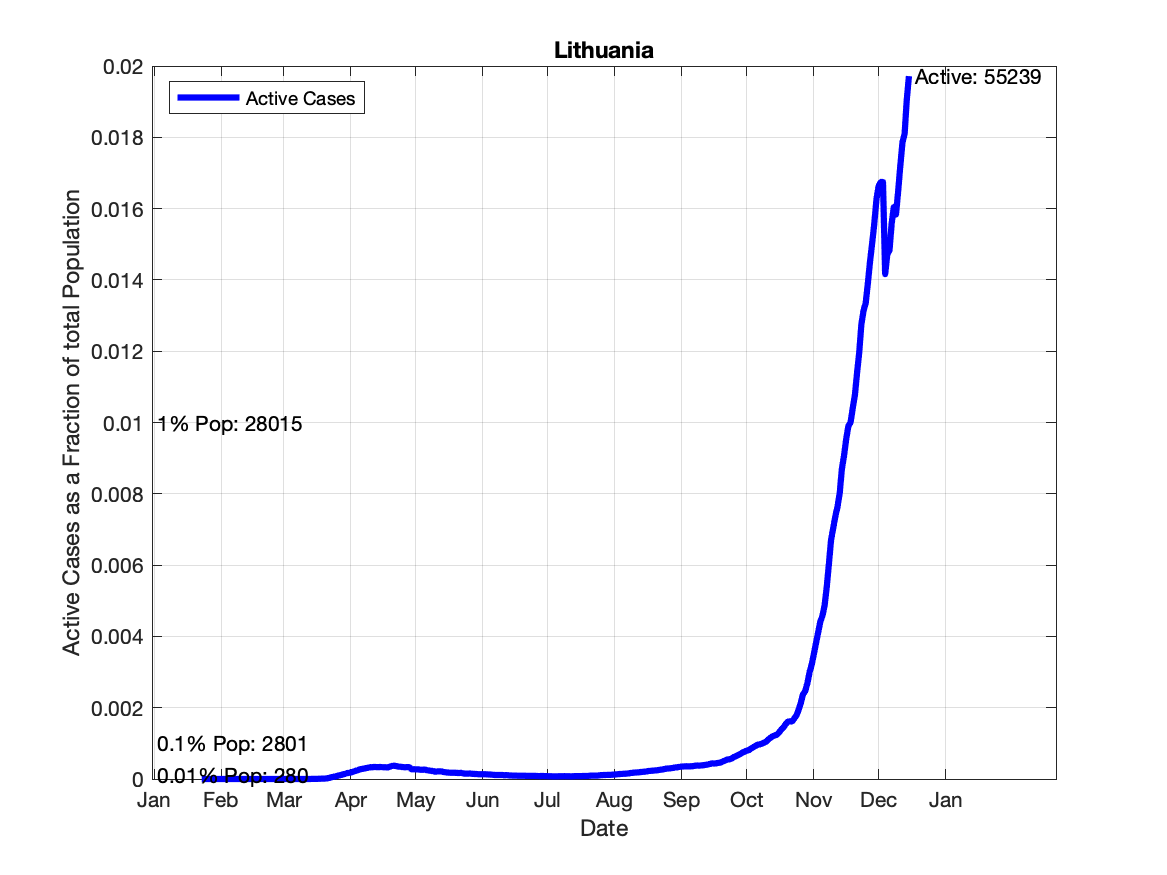 Lithuania
Active Cases
Active: 55239
Active Cases as a Fraction of total Population
0.02
0.018
0.016
0.014
0.012
0.01
0.008
0.006
0.004
0.002
0
1% Pop: 28015
0.1% Pop: 2801
0.01% Pop: 280
Jan Feb Mar Apr May Jun Jul Aug Sep Oct Nov Dec Jan
Date